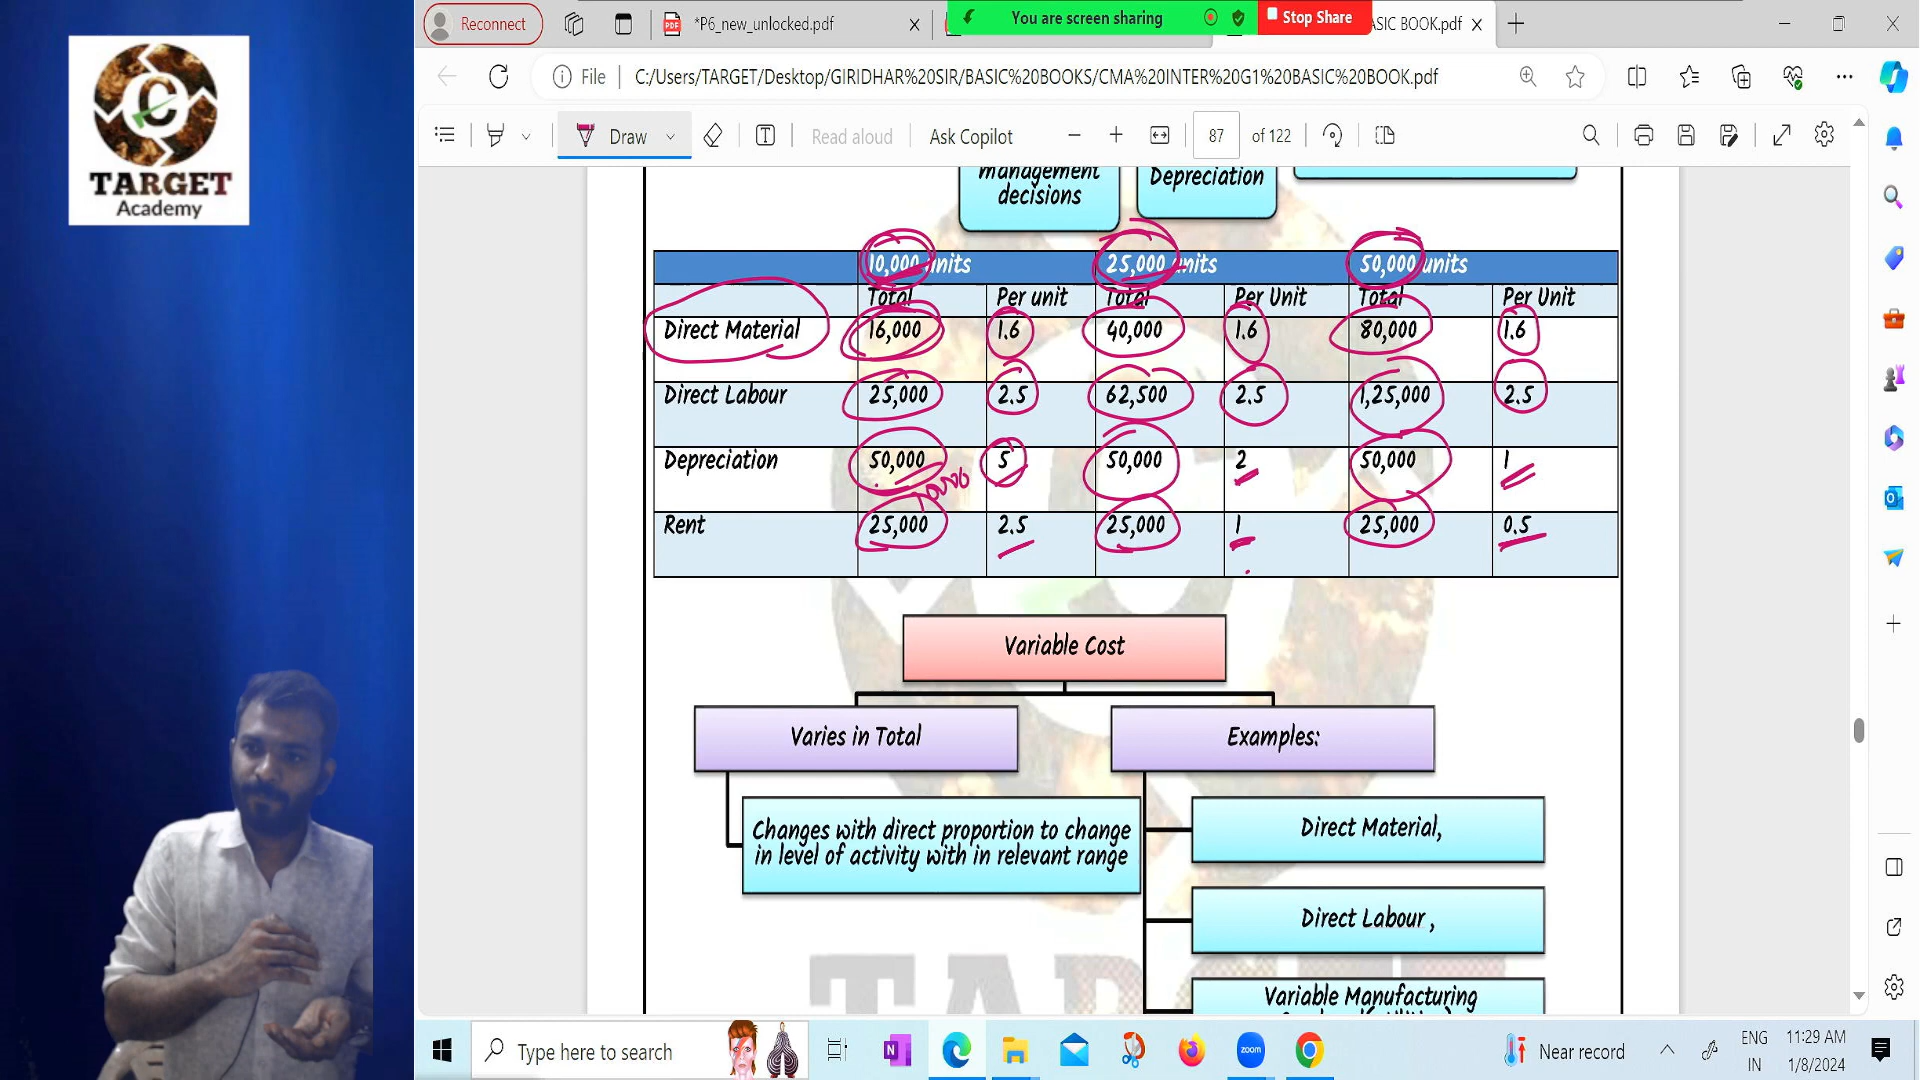 Reconnect
*P6_new_unlocked.pdf
You are screen sharing
Stop Share
ASIC BOOK.pdf
File
C:/Users/TARGET/Desktop/GIRIDHAR%20SIR/BASIC%20BOOKS/CMA%20INTER%20G1%20BASIC%20BOOK.pdf
Draw
Read aloud
Ask Copilot
87
of 122
C
TARGET
Academy
management
decisions
Depreciation
10,000 units 25,000 units 50,000 units
Total Per unit Total Per Unit Total Per Unit
Direct Material 16,000 1.6 40,000 1.6 80,000 1.6
Direct Labour 25,000 2.5 62,500 2.5 1,25,000 2.5
Depreciation 50,000 5 50,000 2 50,000 1
Rent 25,000 2.5 25,000 1 25,000 0.5
Variable Cost
Varies in Total
Examples:
Changes with direct proportion to change
in level of activity with in relevant range
Direct Material,
Direct Labour ,
Variable Manufacturing
Type here to search
zoom
Near record
ENG
IN
11:29 AM
1/8/2024